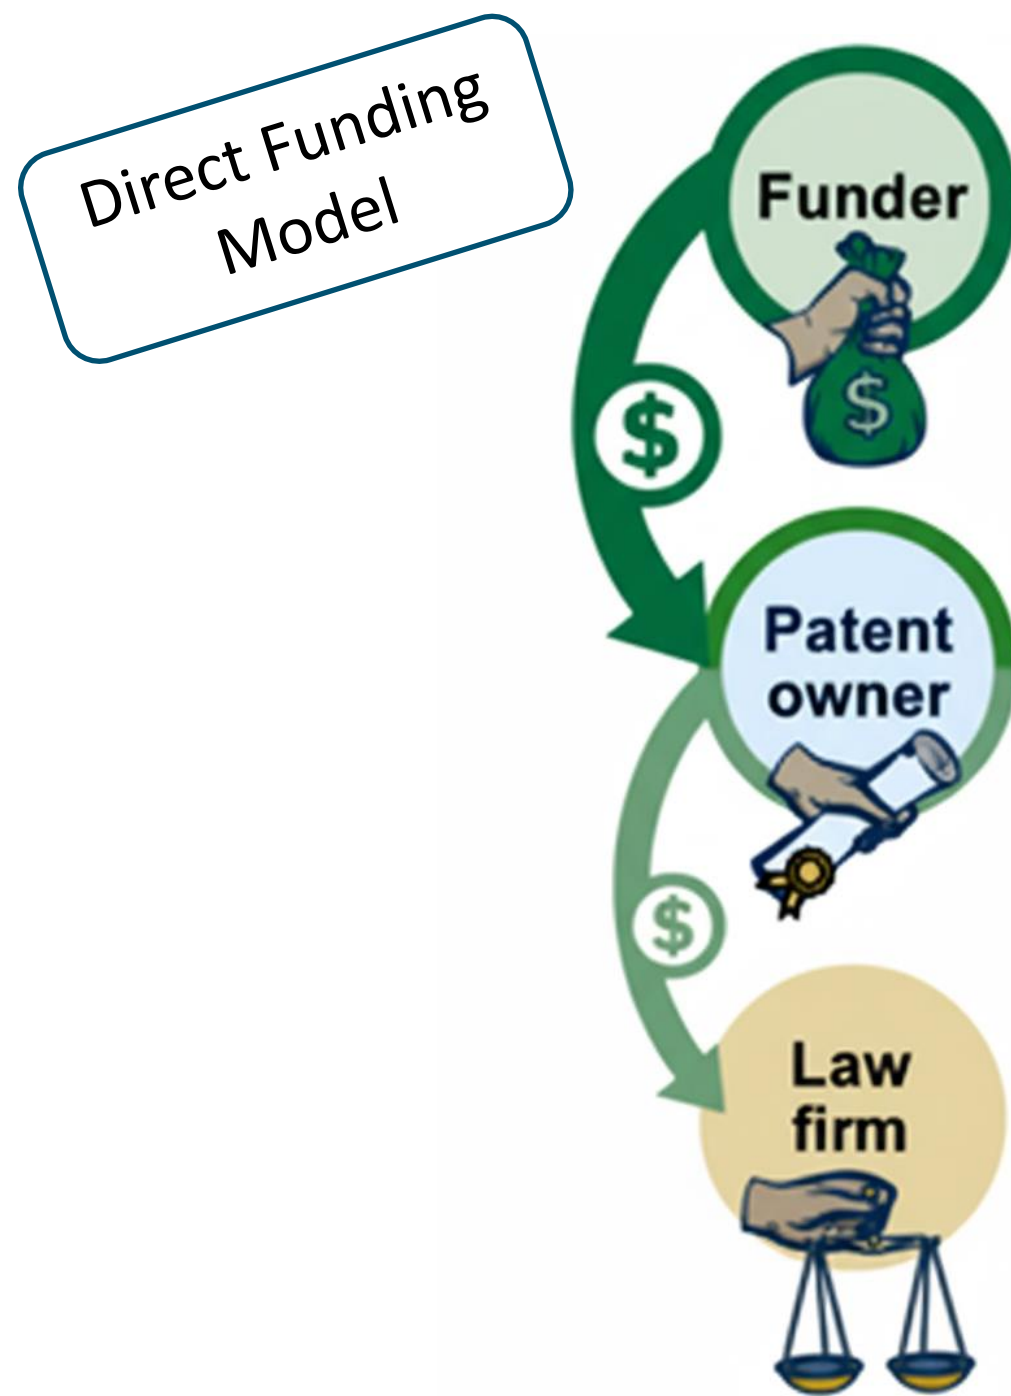 Direct Funding
Model
Funder
$
$
Patent
owner
$
Law
firm